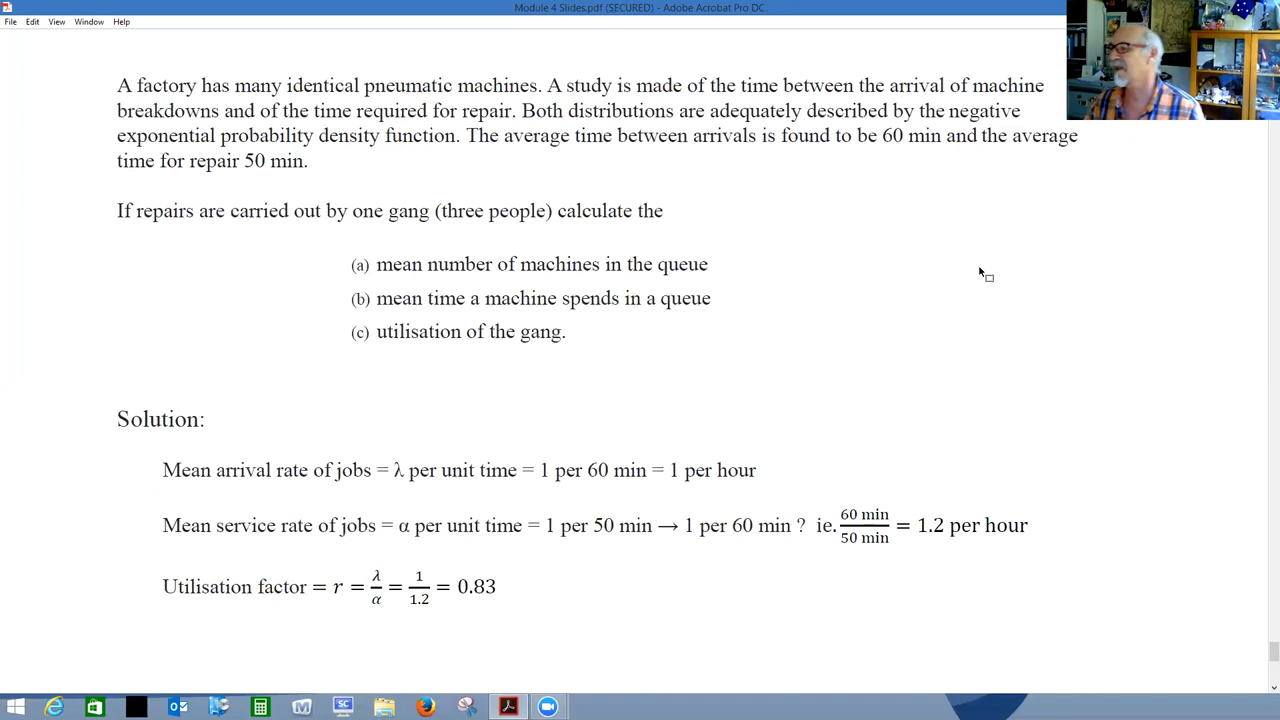 Module 4 Slides.pdf (SECURED) - Adobe Acrobat Pro DC
File Edit View Window Help
A factory has many identical pneumatic machines. A study is made of the time between the arrival of machine
breakdowns and of the time required for repair. Both distributions are adequately described by the negative
exponential probability density function. The average time between arrivals is found to be 60 min and the average
time for repair 50 min.
If repairs are carried out by one gang (three people) calculate the
(a) mean number of machines in the queue
(b) mean time a machine spends in a queue
(c) utilisation of the gang.
Solution:
Mean arrival rate of jobs = λ per unit time = 1 per 60 min = 1 per hour
Mean service rate of jobs = α per unit time = 1 per 50 min → 1 per 60 min ? ie. 60 min / 50 min = 1.2 per hour
Utilisation factor = r = λ / α = 1 / 1.2 = 0.83